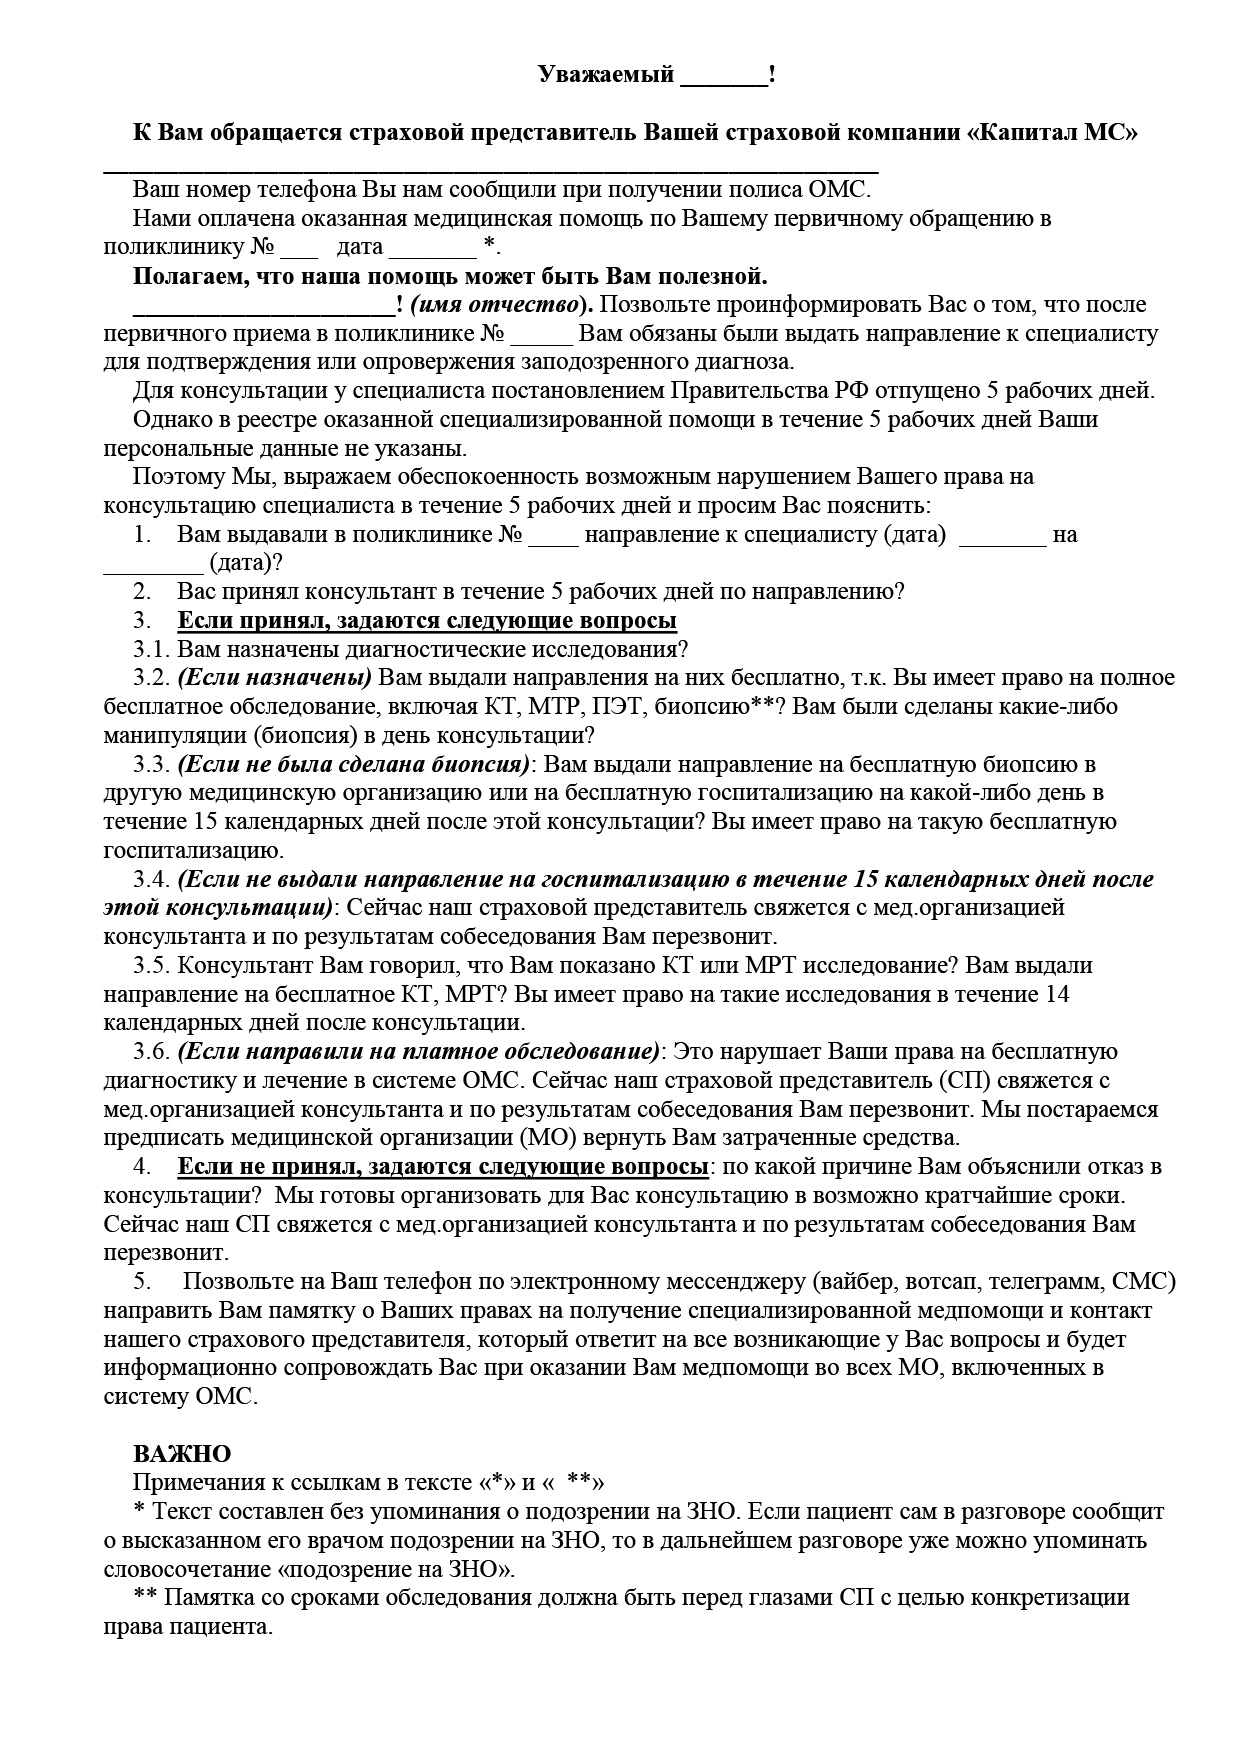 Уважаемый _______!
К Вам обращается страховой представитель Вашей страховой компании «Капитал МС»
______________________________________________________________
Ваш номер телефона Вы нам сообщили при получении полиса ОМС.
Нами оплачена оказанная медицинская помощь по Вашему первичному обращению в
поликлинику № ___ дата _______ *.
Полагаем, что наша помощь может быть Вам полезной.
_____________________! (имя отчество). Позвольте проинформировать Вас о том, что после
первичного приема в поликлинике № _____ Вам обязаны были выдать направление к специалисту
для подтверждения или опровержения заподозренного диагноза.
Для консультации у специалиста постановлением Правительства РФ отпущено 5 рабочих дней.
Однако в реестре оказанной специализированной помощи в течение 5 рабочих дней Ваши
персональные данные не указаны.
Поэтому Мы, выражаем обеспокоенность возможным нарушением Вашего права на
консультацию специалиста в течение 5 рабочих дней и просим Вас пояснить:
1. Вам выдавали в поликлинике № ____ направление к специалисту (дата) _______ на
________ (дата)?
2. Вас принял консультант в течение 5 рабочих дней по направлению?
3. Если принял, задаются следующие вопросы
3.1. Вам назначены диагностические исследования?
3.2. (Если назначены) Вам выдали направления на них бесплатно, т.к. Вы имеет право на полное
бесплатное обследование, включая КТ, МТР, ПЭТ, биопсию**? Вам были сделаны какие-либо
манипуляции (биопсия) в день консультации?
3.3. (Если не была сделана биопсия): Вам выдали направление на бесплатную биопсию в
другую медицинскую организацию или на бесплатную госпитализацию на какой-либо день в
течение 15 календарных дней после этой консультации? Вы имеет право на такую бесплатную
госпитализацию.
3.4. (Если не выдали направление на госпитализацию в течение 15 календарных дней после
этой консультации): Сейчас наш страховой представитель свяжется с мед.организацией
консультанта и по результатам собеседования Вам перезвонит.
3.5. Консультант Вам говорил, что Вам показано КТ или МРТ исследование? Вам выдали
направление на бесплатное КТ, МРТ? Вы имеет право на такие исследования в течение 14
календарных дней после консультации.
3.6. (Если направили на платное обследование): Это нарушает Ваши права на бесплатную
диагностику и лечение в системе ОМС. Сейчас наш страховой представитель (СП) свяжется с
мед.организацией консультанта и по результатам собеседования Вам перезвонит. Мы постараемся
предписать медицинской организации (МО) вернуть Вам затраченные средства.
4. Если не принял, задаются следующие вопросы: по какой причине Вам объяснили отказ в
консультации? Мы готовы организовать для Вас консультацию в возможно кратчайшие сроки.
Сейчас наш СП свяжется с мед.организацией консультанта и по результатам собеседования Вам
перезвонит.
5. Позвольте на Ваш телефон по электронному мессенджеру (вайбер, вотсап, телеграмм, СМС)
направить Вам памятку о Ваших правах на получение специализированной медпомощи и контакт
нашего страхового представителя, который ответит на все возникающие у Вас вопросы и будет
информационно сопровождать Вас при оказании Вам медпомощи во всех МО, включенных в
систему ОМС.
ВАЖНО
Примечания к ссылкам в тексте «*» и « **»
* Текст составлен без упоминания о подозрении на ЗНО. Если пациент сам в разговоре сообщит
о высказанном его врачом подозрении на ЗНО, то в дальнейшем разговоре уже можно упоминать
словосочетание «подозрение на ЗНО».
** Памятка со сроками обследования должна быть перед глазами СП с целью конкретизации
права пациента.